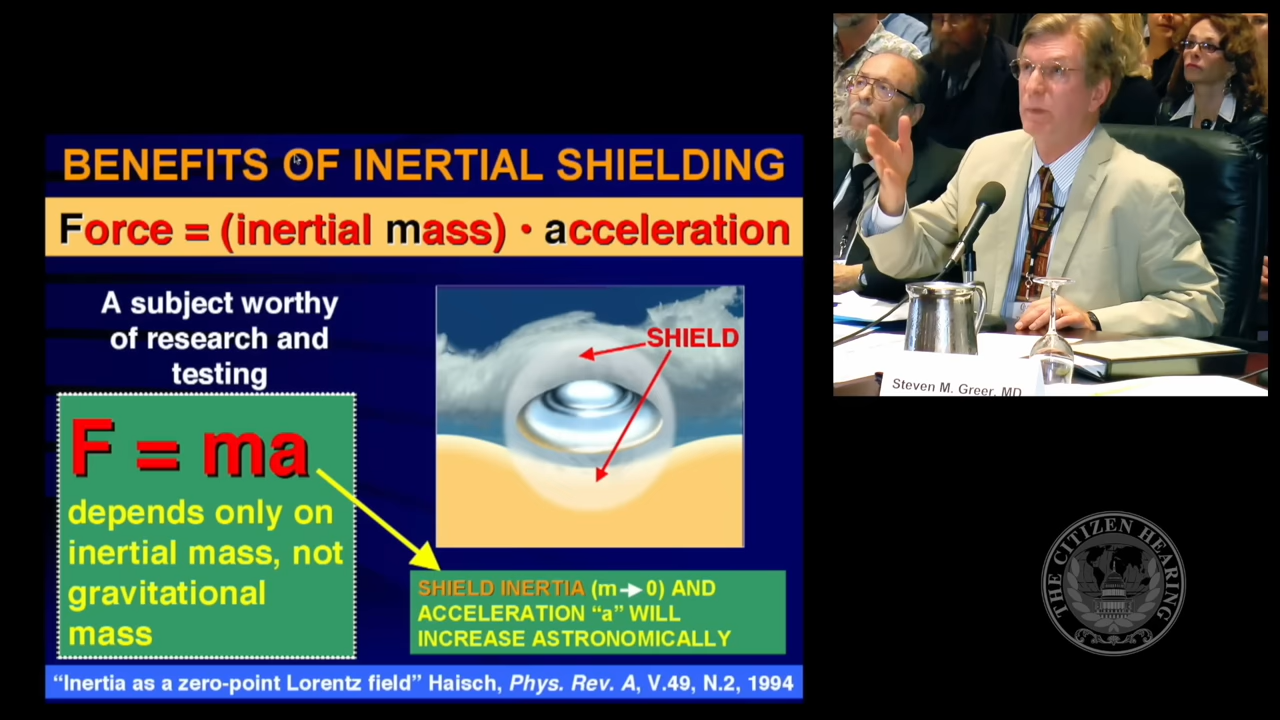 BENEFITS OF INERTIAL SHIELDING
Force = (inertial mass) • acceleration
A subject worthy
of research and
testing
F = ma
depends only on
inertial mass, not
gravitational
mass
SHIELD
SHIELD INERTIA (m→0) AND
ACCELERATION “a” WILL
INCREASE ASTRONOMICALLY
“Inertia as a zero-point Lorentz field” Haisch, Phys. Rev. A, V.49, N.2, 1994
Steven M. Greer, MD
THE CITIZEN HEARING